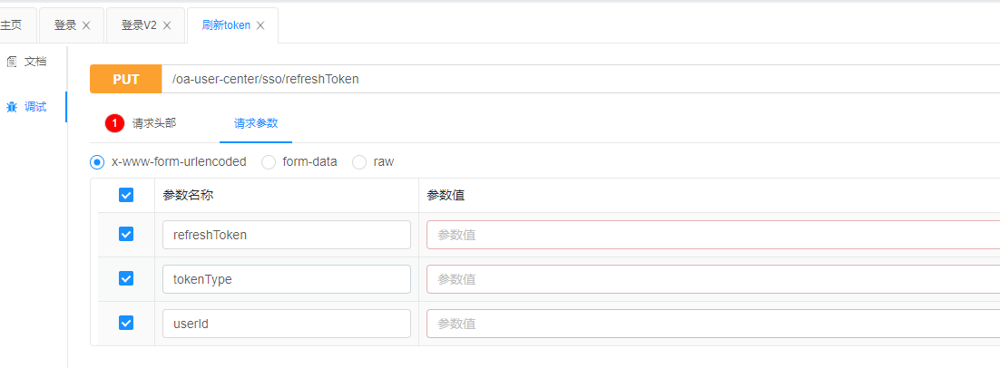 主页 登录 登录V2 刷新token
文档
PUT /oa-user-center/sso/refreshToken
调试
1 请求头部 请求参数
x-www-form-urlencoded form-data raw
参数名称 参数值
refreshToken 参数值
tokenType 参数值
userId 参数值